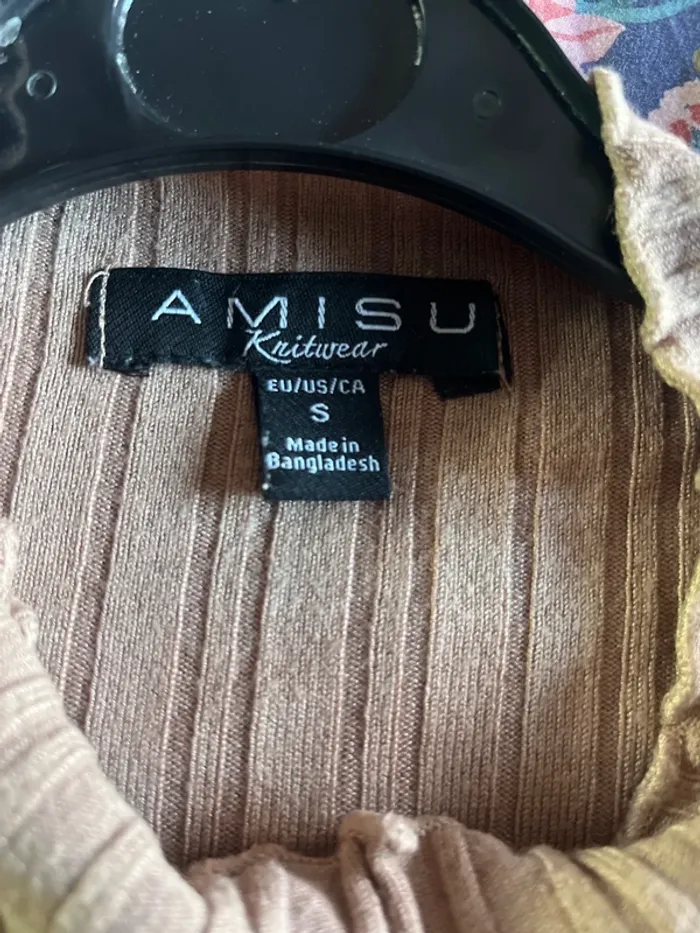 AMISU
Knitwear
EU/US/CA
S
Made in
Bangladesh